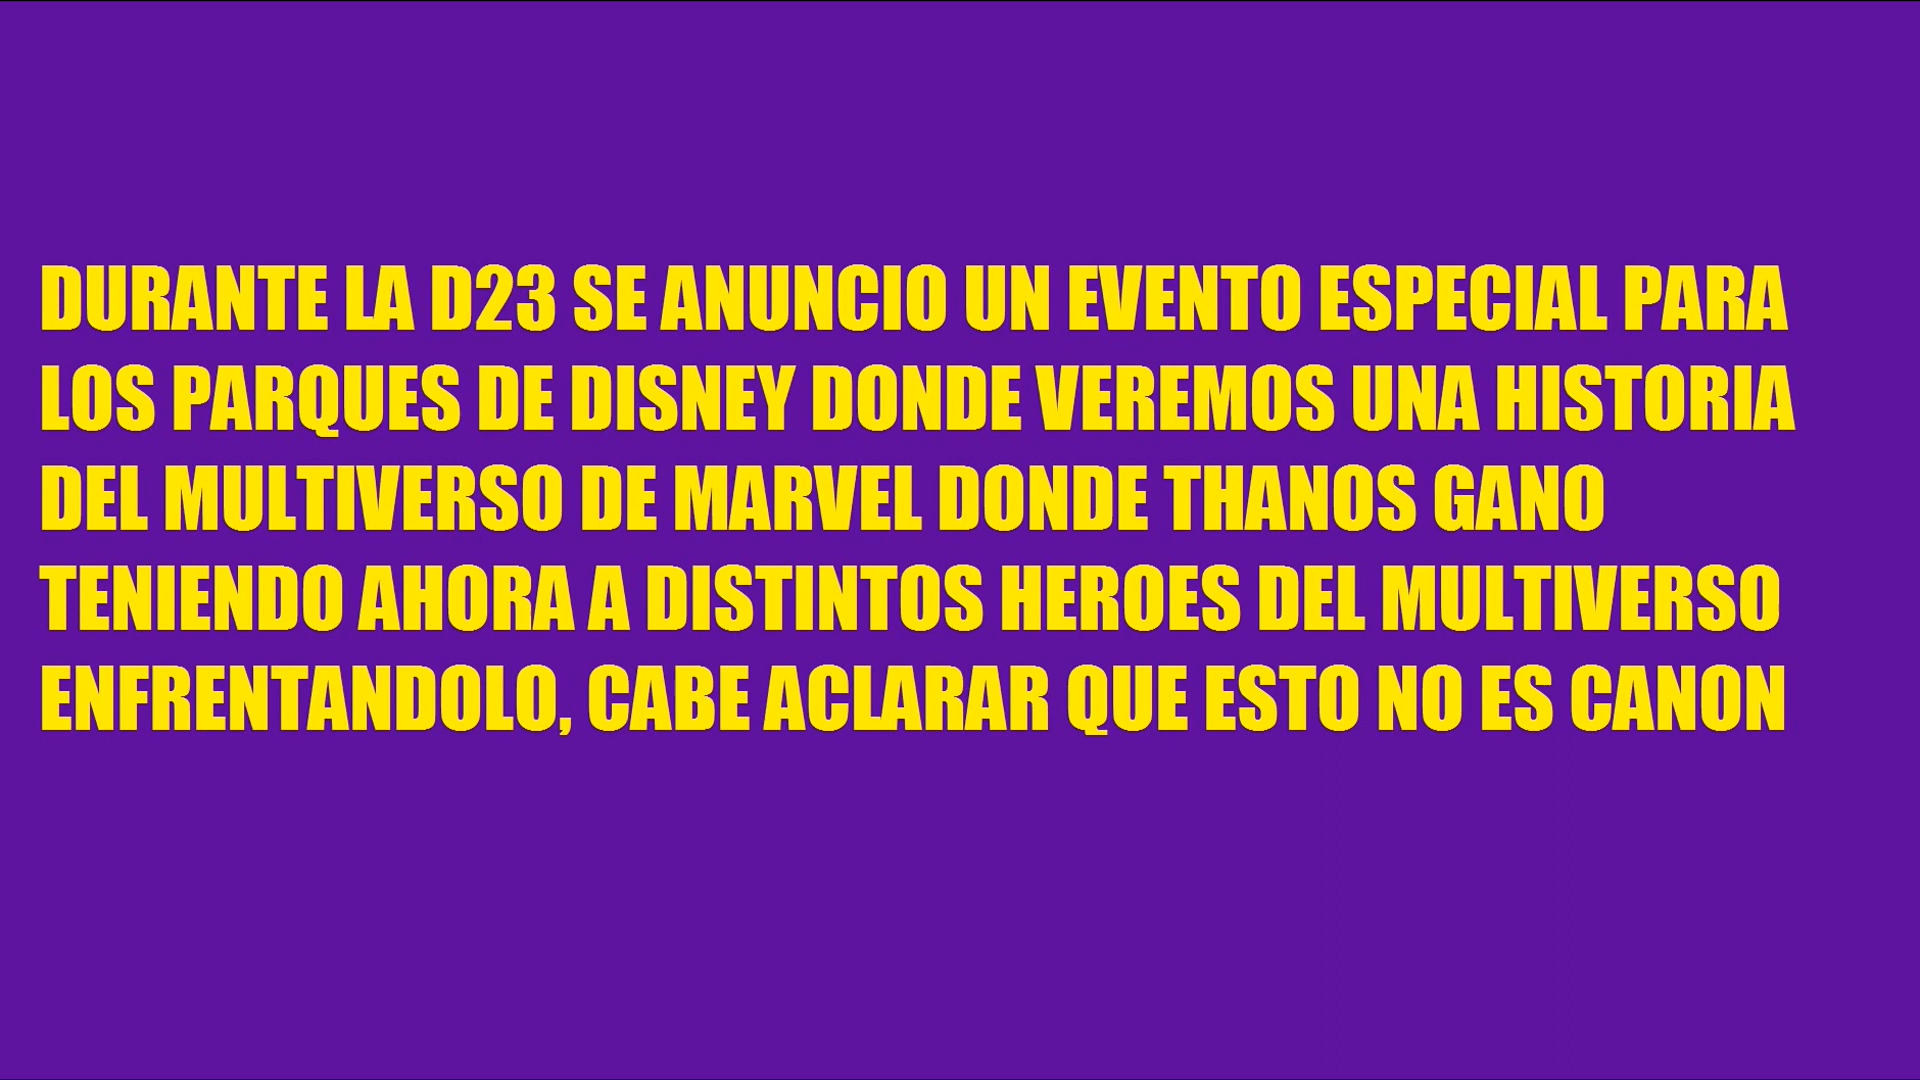 DURANTE LA D23 SE ANUNCIO UN EVENTO ESPECIAL PARA
LOS PARQUES DE DISNEY DONDE VEREMOS UNA HISTORIA
DEL MULTIVERSO DE MARVEL DONDE THANOS GANO
TENIENDO AHORA A DISTINTOS HEROES DEL MULTIVERSO
ENFRENTANDOLO, CABE ACLARAR QUE ESTO NO ES CANON